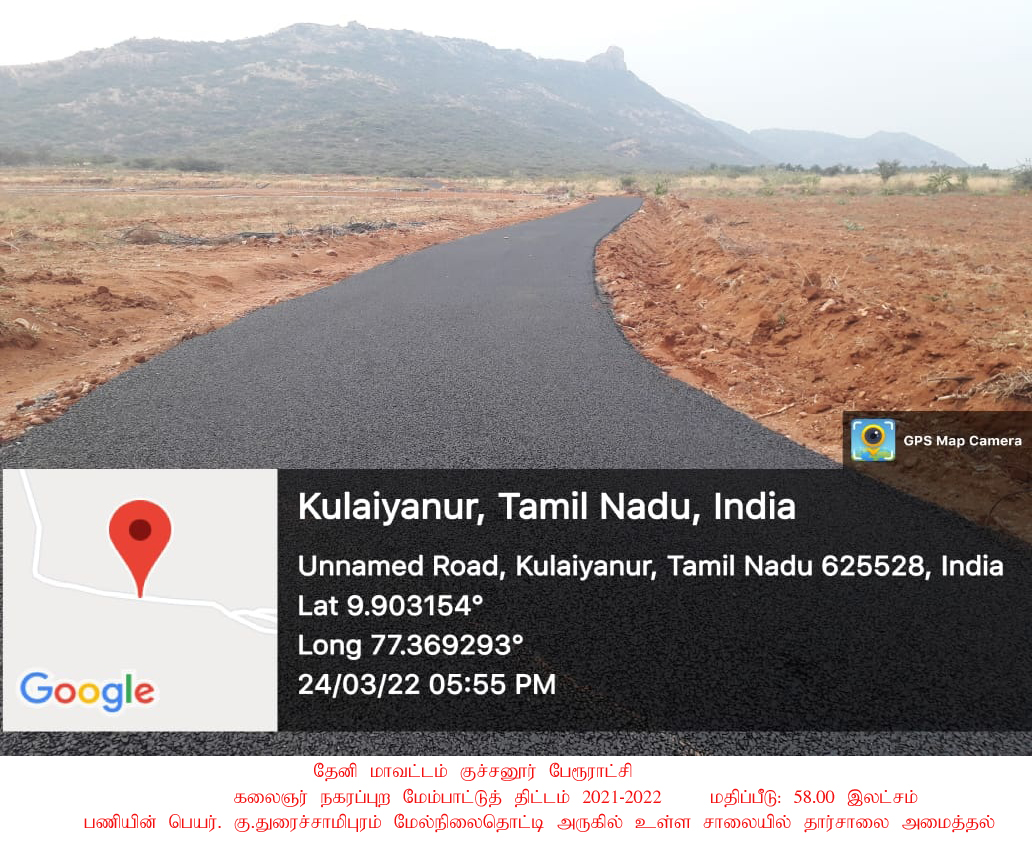 GPS Map Camera
Kulaiyanur, Tamil Nadu, India
Unnamed Road, Kulaiyanur, Tamil Nadu 625528, India
Lat 9.903154°
Long 77.369293°
24/03/22 05:55 PM
Google
தேனி மாவட்டம் குச்சனூர் பேரூராட்சி
கலைஞர் நகரப்புற மேம்பாட்டுத் திட்டம் 2021-2022 மதிப்பீடு: 58.00 இலட்சம்
பணியின் பெயர். கு.துரைச்சாமிபுரம் மேல்நிலைதொட்டி அருகில் உள்ள சாலையில் தார்சாலை அமைத்தல்